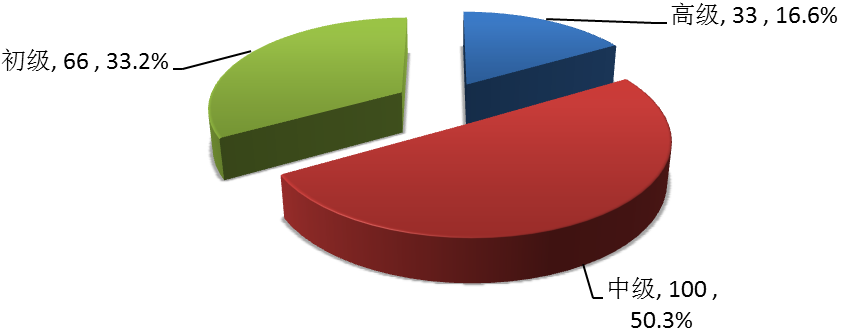 高级, 33 , 16.6%
初级, 66 , 33.2%
中级, 100 ,
50.3%